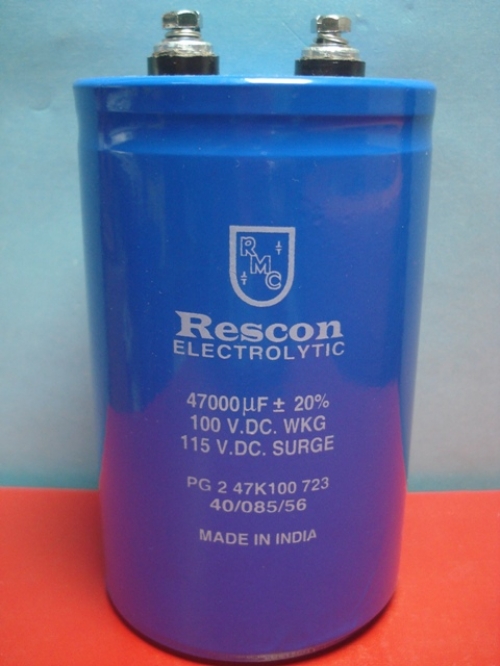 RMC
Rescon
ELECTROLYTIC
47000µF ± 20%
100 V.DC. WKG
115 V.DC. SURGE
PG 2 47K100 723
40/085/56
MADE IN INDIA